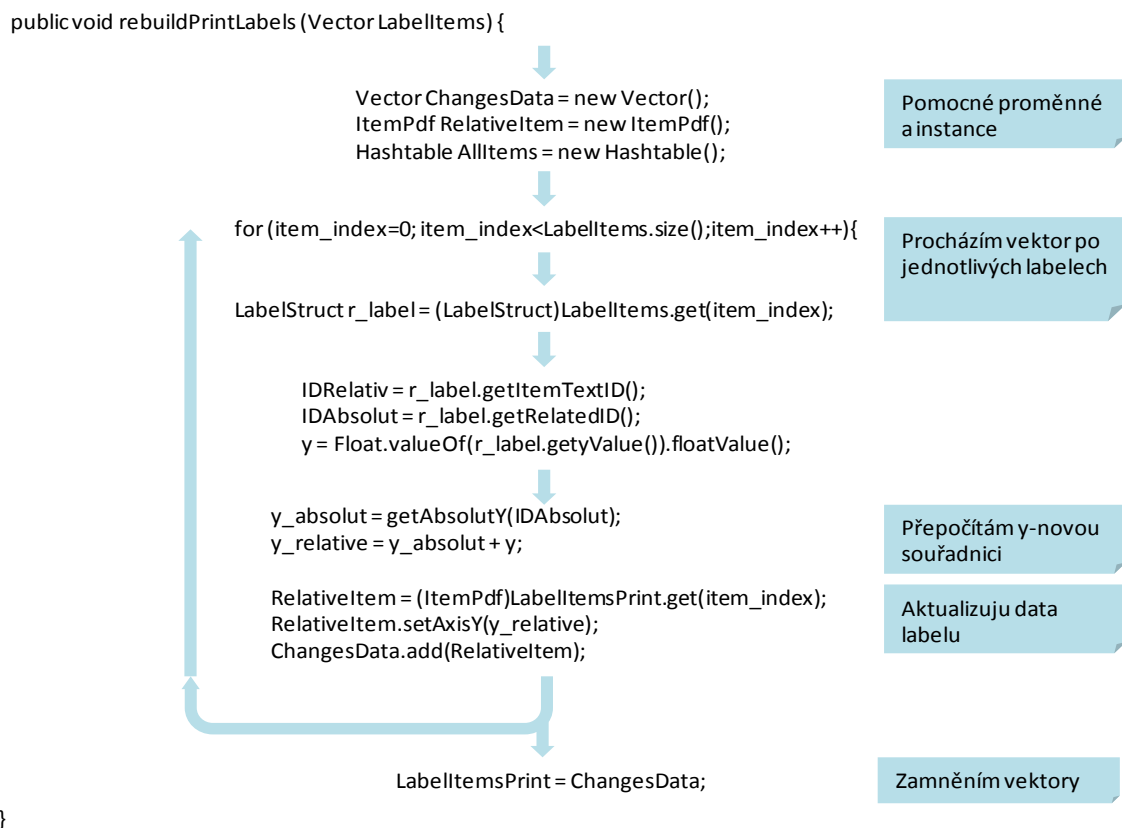 public void rebuildPrintLabels (Vector LabelItems) {
Vector ChangesData = new Vector();
ItemPdf RelativeItem = new ItemPdf();
Hashtable AllItems = new Hashtable();
Pomocné proměnné
a instance
for (item_index=0; item_index<LabelItems.size();item_index++){
Procházím vektor po
jednotlivých labelech
LabelStruct r_label = (LabelStruct)LabelItems.get(item_index);
IDRelativ = r_label.getItemTextID();
IDAbsolut = r_label.getRelatedID();
y = Float.valueOf(r_label.getyValue()).floatValue();
y_absolut = getAbsolutY(IDAbsolut);
y_relative = y_absolut + y;
Přepočítám y-novou
souřadnici
RelativeItem = (ItemPdf)LabelItemsPrint.get(item_index);
RelativeItem.setAxisY(y_relative);
ChangesData.add(RelativeItem);
Aktualizuju data
labelu
LabelItemsPrint = ChangesData;
Zamněním vektory
}